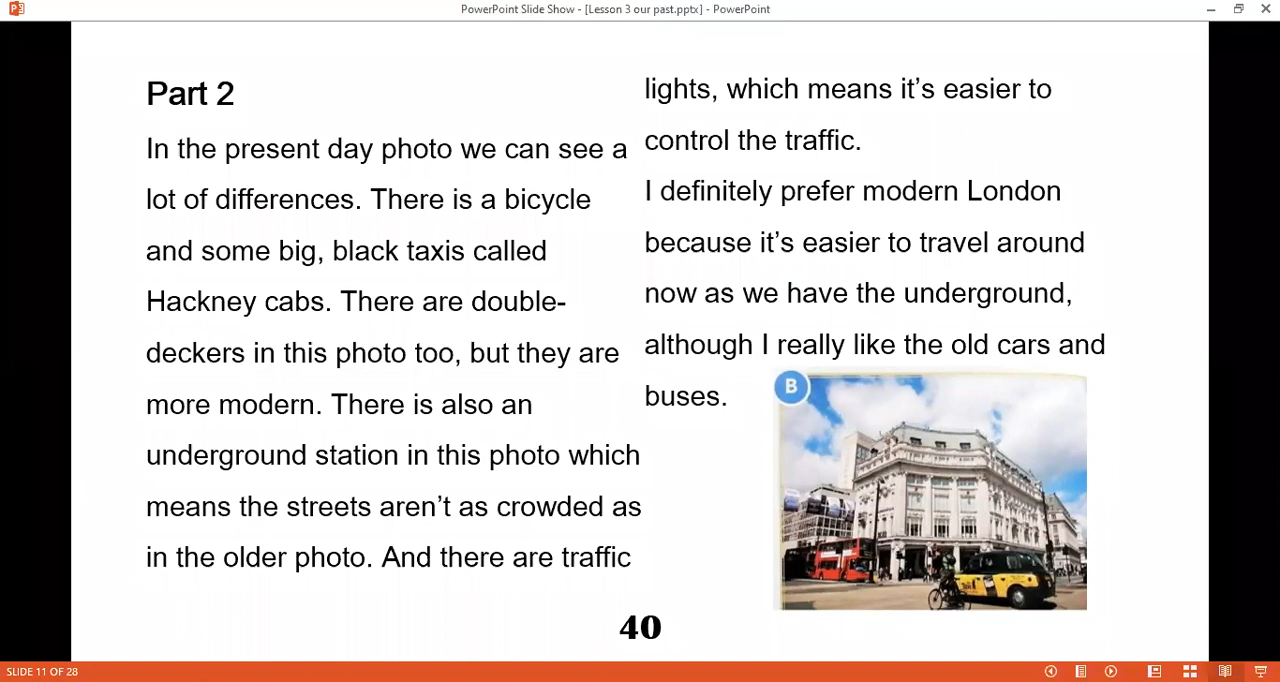 PowerPoint Slide Show - [Lesson 3 our past.pptx] - PowerPoint
Part 2
In the present day photo we can see a
lot of differences. There is a bicycle
and some big, black taxis called
Hackney cabs. There are double-
deckers in this photo too, but they are
more modern. There is also an
underground station in this photo which
means the streets aren’t as crowded as
in the older photo. And there are traffic
lights, which means it’s easier to
control the traffic.
I definitely prefer modern London
because it’s easier to travel around
now as we have the underground,
although I really like the old cars and
buses.
B
40
SLIDE 11 OF 28